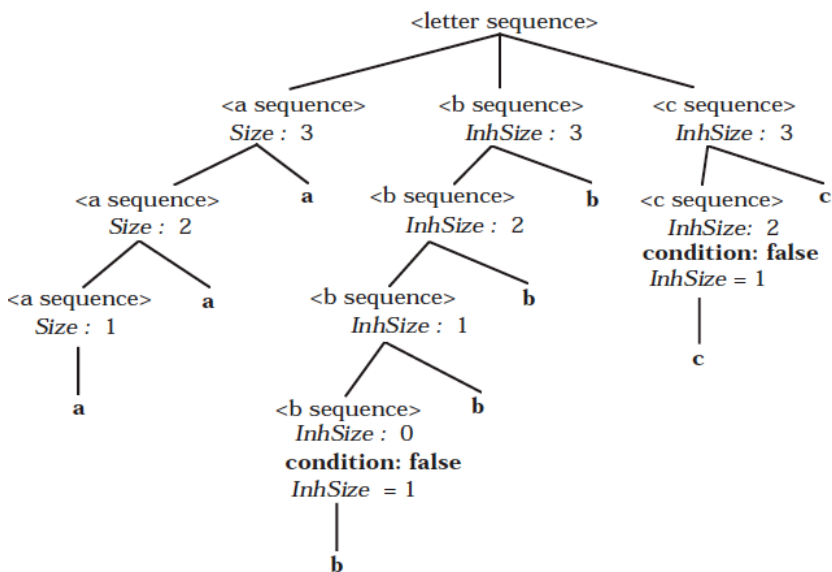 <letter sequence>
<a sequence> <b sequence> <c sequence>
Size : 3 InhSize : 3 InhSize : 3
<a sequence> a <b sequence> b <c sequence> c
Size : 2 InhSize : 2 InhSize: 2
condition: false
InhSize = 1
<a sequence> a <b sequence> b
Size : 1 InhSize : 1
c
a <b sequence> b
InhSize : 0
condition: false
InhSize = 1
b